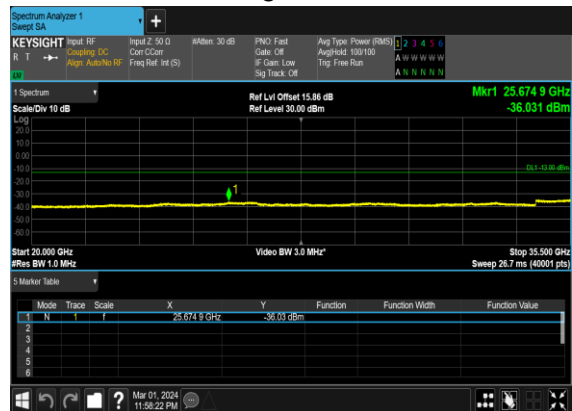 Spectrum Analyzer 1
Swept SA
+
KEYSIGHT Input: RF Input Z: 50 Ω #Atten: 30 dB PNO: Fast Avg Type: Power (RMS) 1 2 3 4 5 6
R T Coupling: DC Corr CCorr Gate: Off Avg|Hold: 100/100 A W W W W W
Align: Auto/No RF Freq Ref: Int (S) IF Gain: Low Trig: Free Run
Sig Track: Off A N N N N N
LW
1 Spectrum Ref Lvl Offset 15.86 dB Mkr1 25.674 9 GHz
Scale/Div 10 dB Ref Level 30.00 dBm -36.031 dBm
Log
20.0
10.0
0.00
-10.0
DL1 -13.00 dBm
-20.0
-30.0
1
-40.0
-50.0
-60.0
Start 20.000 GHz Video BW 3.0 MHz* Stop 35.500 GHz
#Res BW 1.0 MHz Sweep 26.7 ms (40001 pts)
5 Marker Table
Mode Trace Scale X Y Function Function Width Function Value
1 N 1 f 25.674 9 GHz -36.03 dBm
2
3
4
5
6
? Mar 01, 2024
11:58:22 PM